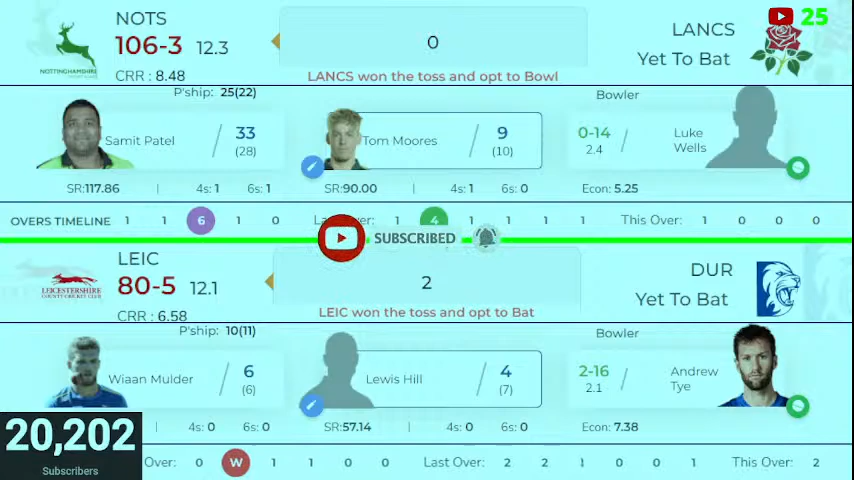 NOTS
106-3 12.3
CRR : 8.48
NOTTINGHAMSHIRE
0
LANCS won the toss and opt to Bowl
LANCS
Yet To Bat
25
P'ship: 25(22)
Samit Patel
33
(28)
SR:117.86 | 4s: 1 6s: 1
Tom Moores
9
(10)
SR:90.00 | 4s: 1 6s: 0
Bowler
0-14
2.4
Luke
Wells
Econ: 5.25
OVERS TIMELINE 1 1 6 1 0 Last Over: 1 4 1 1 1 1 This Over: 1 0 0 0
SUBSCRIBED
LEIC
80-5 12.1
CRR : 6.58
LEICESTERSHIRE
COUNTY CRICKET CLUB
2
LEIC won the toss and opt to Bat
DUR
Yet To Bat
P'ship: 10(11)
Wiaan Mulder
6
(6)
| 4s: 0 6s: 0
Lewis Hill
4
(7)
SR:57.14 | 4s: 0 6s: 0
Bowler
2-16
2.1
Andrew
Tye
Econ: 7.38
20,202
Subscribers
Over: 0 W 1 1 0 0 Last Over: 2 2 1 0 0 1 This Over: 2